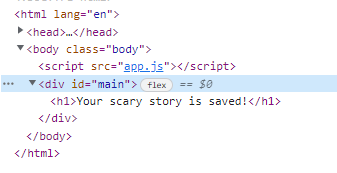 <html lang="en">
▶<head>…</head>
▼<body class="body">
<script src="app.js"></script>
••• ▼<div id="main"> flex == $0
<h1>Your scary story is saved!</h1>
</div>
</body>
</html>